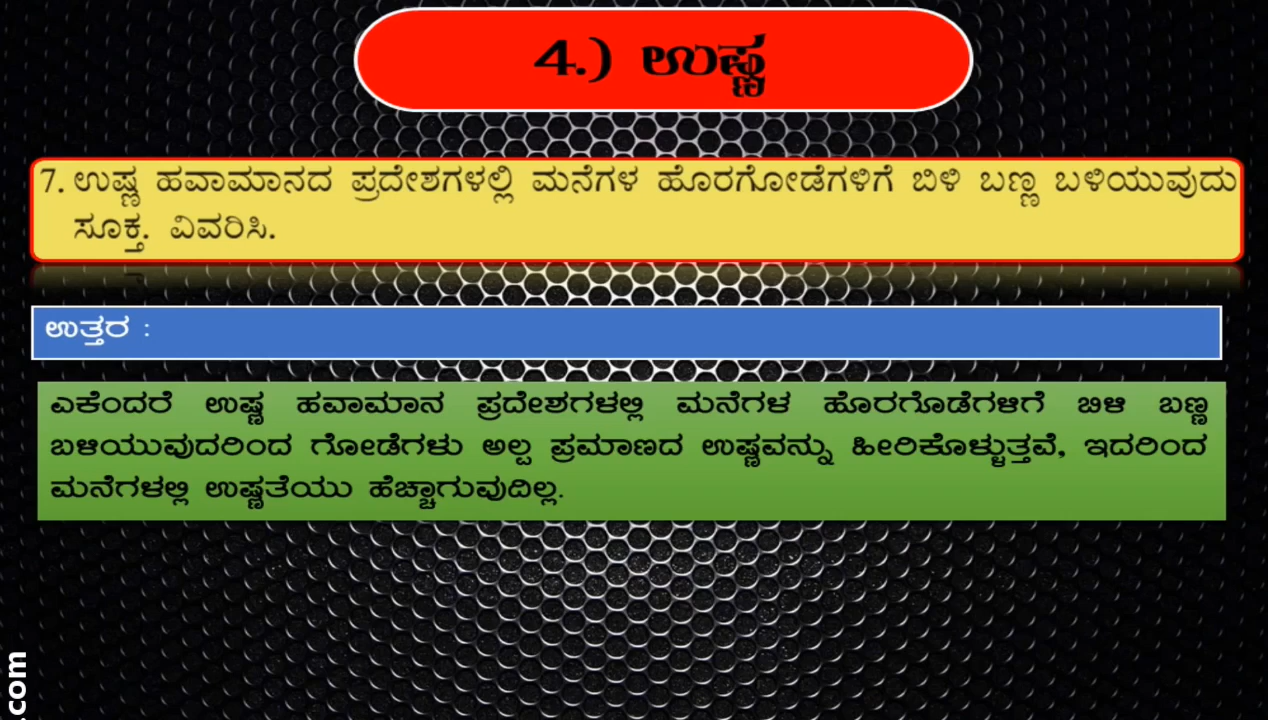 4.) ಉಷ್ಣ
7. ಉಷ್ಣ ಹವಾಮಾನದ ಪ್ರದೇಶಗಳಲ್ಲಿ ಮನೆಗಳ ಹೊರಗೋಡೆಗಳಿಗೆ ಬಿಳಿ ಬಣ್ಣ ಬಳಿಯುವುದು
ಸೂಕ್ತ. ವಿವರಿಸಿ.
ಉತ್ತರ :
ಎಕೆಂದರೆ ಉಷ್ಣ ಹವಾಮಾನ ಪ್ರದೇಶಗಳಲ್ಲಿ ಮನೆಗಳ ಹೊರಗೊಡೆಗಳಿಗೆ ಬಿಳಿ ಬಣ್ಣ
ಬಳಿಯುವುದರಿಂದ ಗೋಡೆಗಳು ಅಲ್ಪ ಪ್ರಮಾಣದ ಉಷ್ಣವನ್ನು ಹೀರಿಕೊಳ್ಳುತ್ತವೆ, ಇದರಿಂದ
ಮನೆಗಳಲ್ಲಿ ಉಷ್ಣತೆಯು ಹೆಚ್ಚಾಗುವುದಿಲ್ಲ.
.com